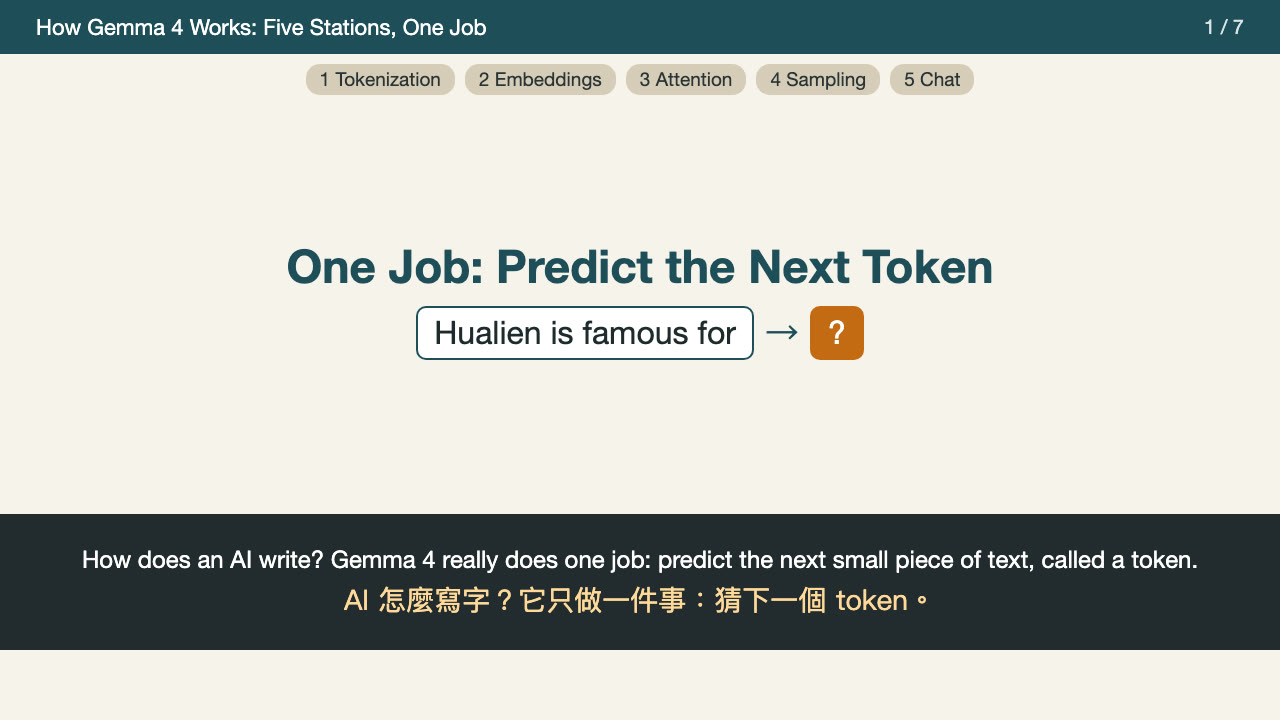 How Gemma 4 Works: Five Stations, One Job
1 / 7
1 Tokenization
2 Embeddings
3 Attention
4 Sampling
5 Chat
One Job: Predict the Next Token
Hualien is famous for → ?
How does an AI write? Gemma 4 really does one job: predict the next small piece of text, called a token.
AI 怎麼寫字？它只做一件事：猜下一個 token。